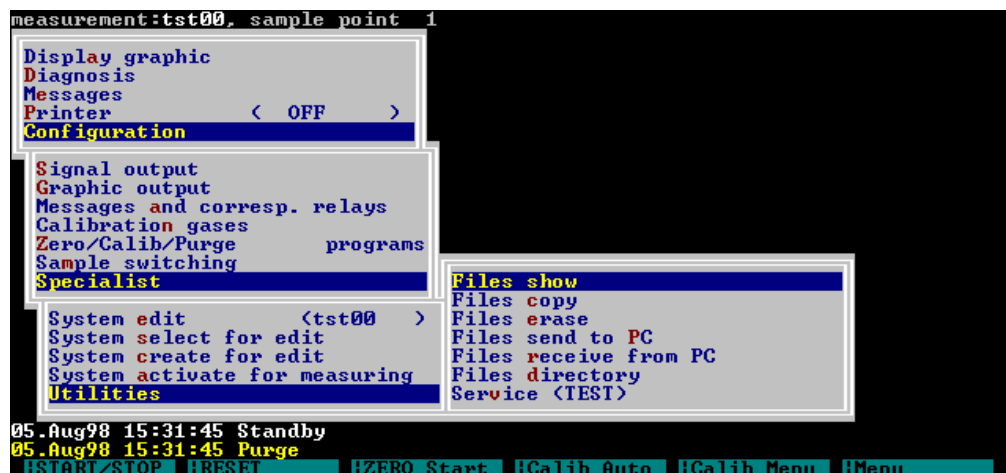 measurement:tst00, sample point 1
Display graphic
Diagnosis
Messages
Printer < OFF >
Configuration
Signal output
Graphic output
Messages and corresp. relays
Calibration gases
Zero/Calib/Purge programs
Sample switching
Specialist
System edit <tst00 >
System select for edit
System create for edit
System activate for measuring
Utilities
Files show
Files copy
Files erase
Files send to PC
Files receive from PC
Files directory
Service <TEST>
05.Aug98 15:31:45 Standby
05.Aug98 15:31:45 Purge
START/STOP RESET ZERO Start Calib Auto Calib Menu Menu